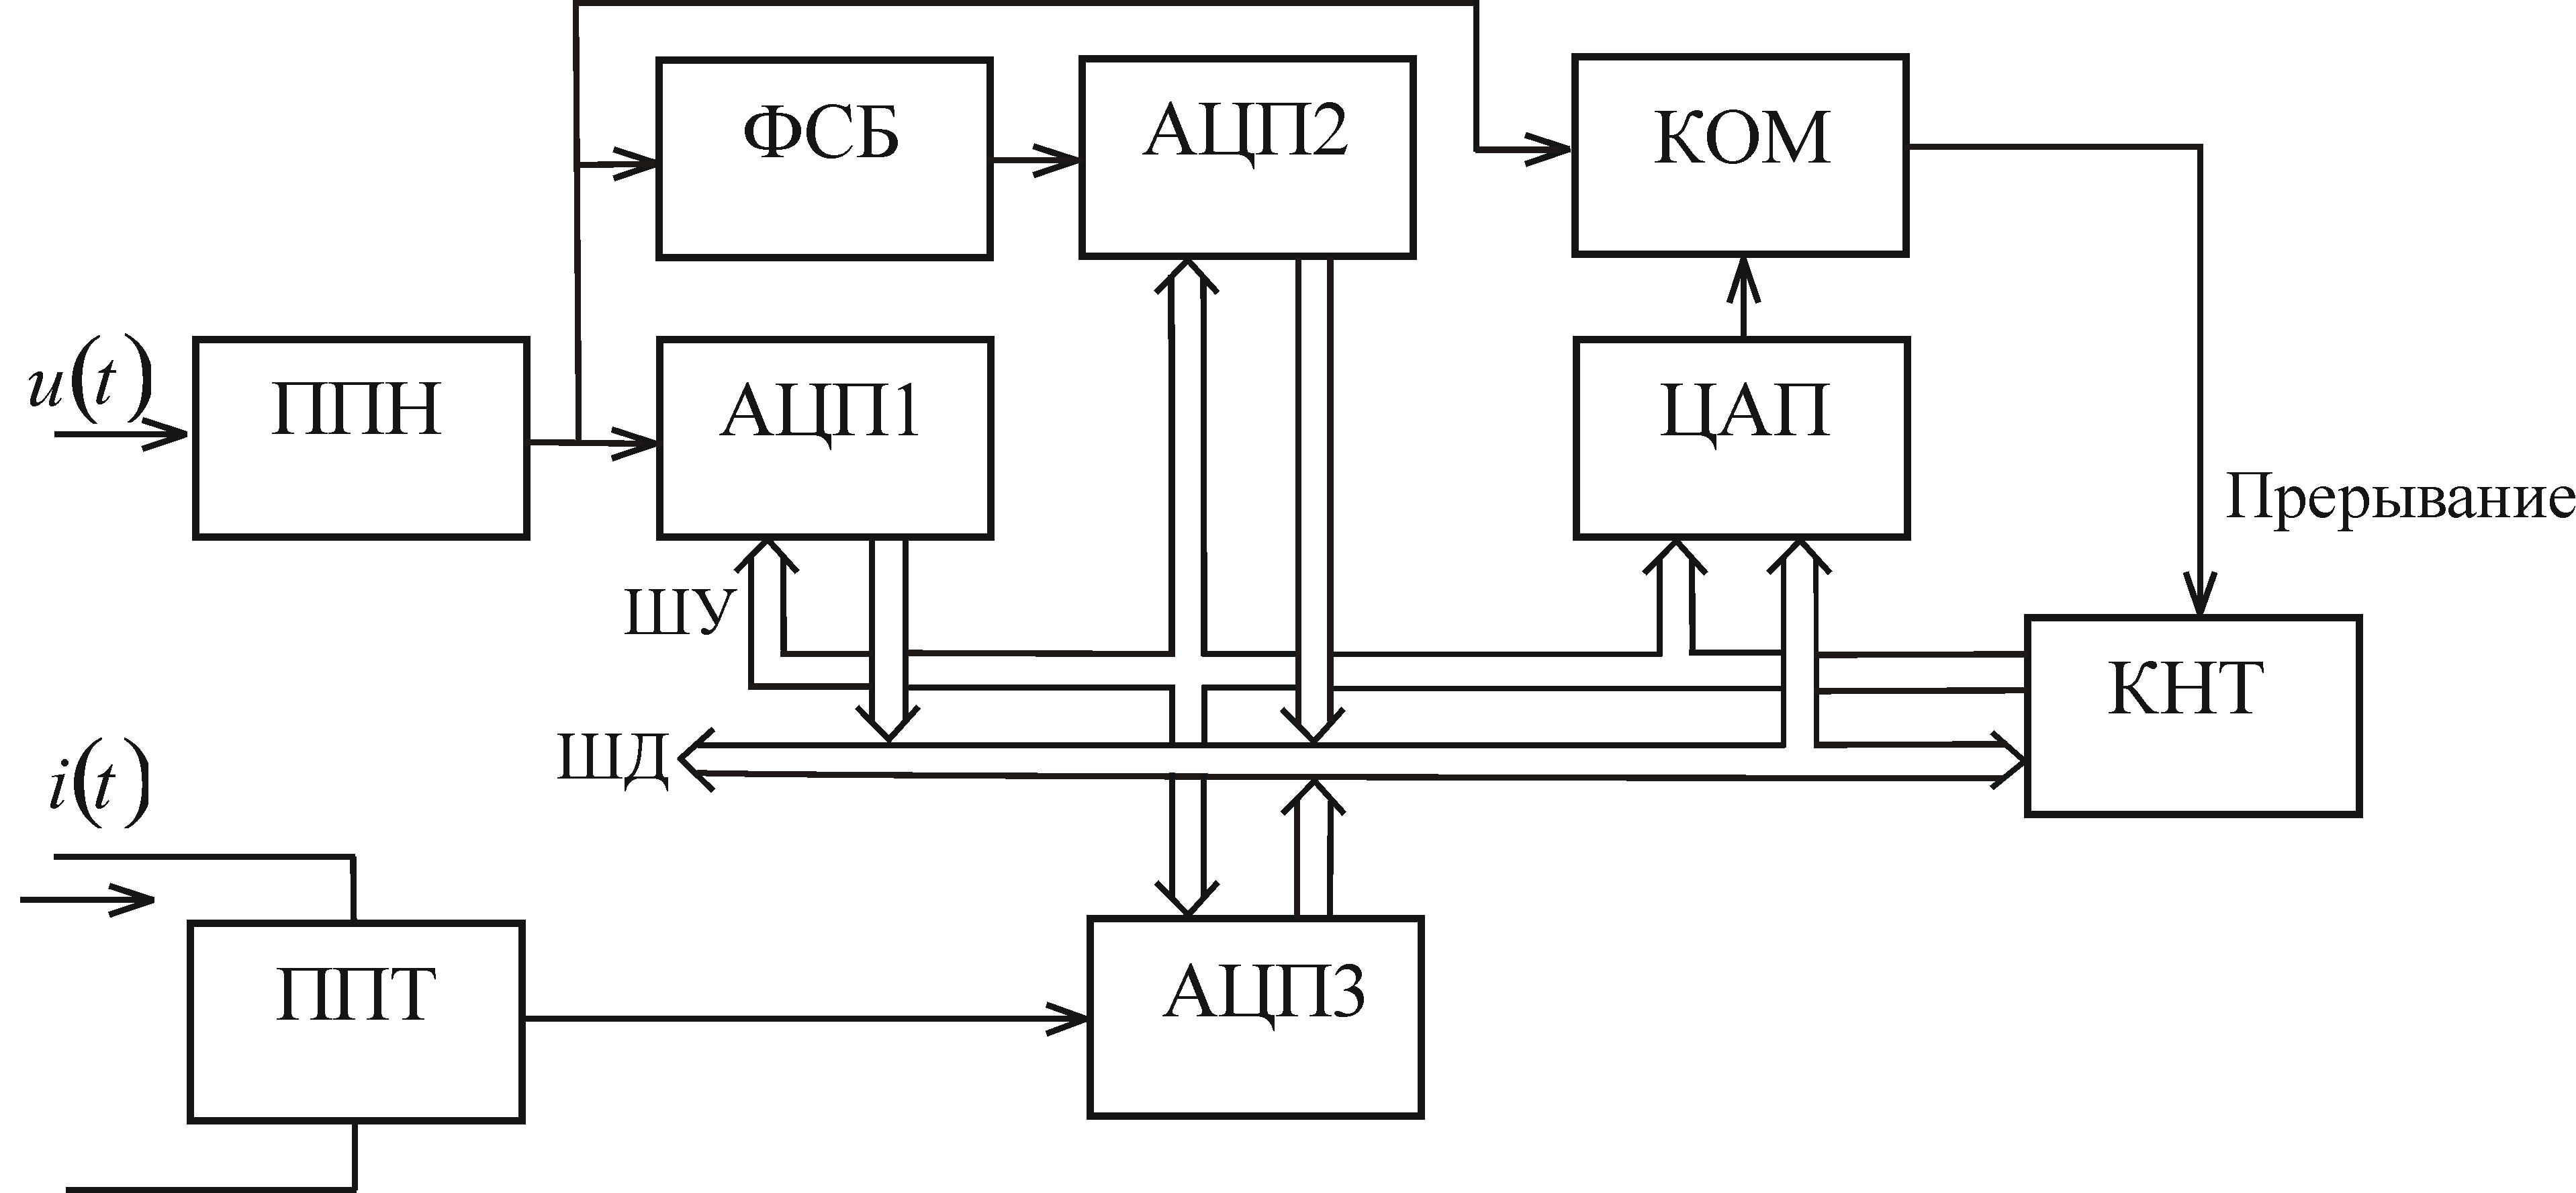 ФСБ
АЦП2
КОМ
u(t)
ППН
АЦП1
ЦАП
Прерывание
ШУ
КНТ
ШД
i(t)
ППТ
АЦП3